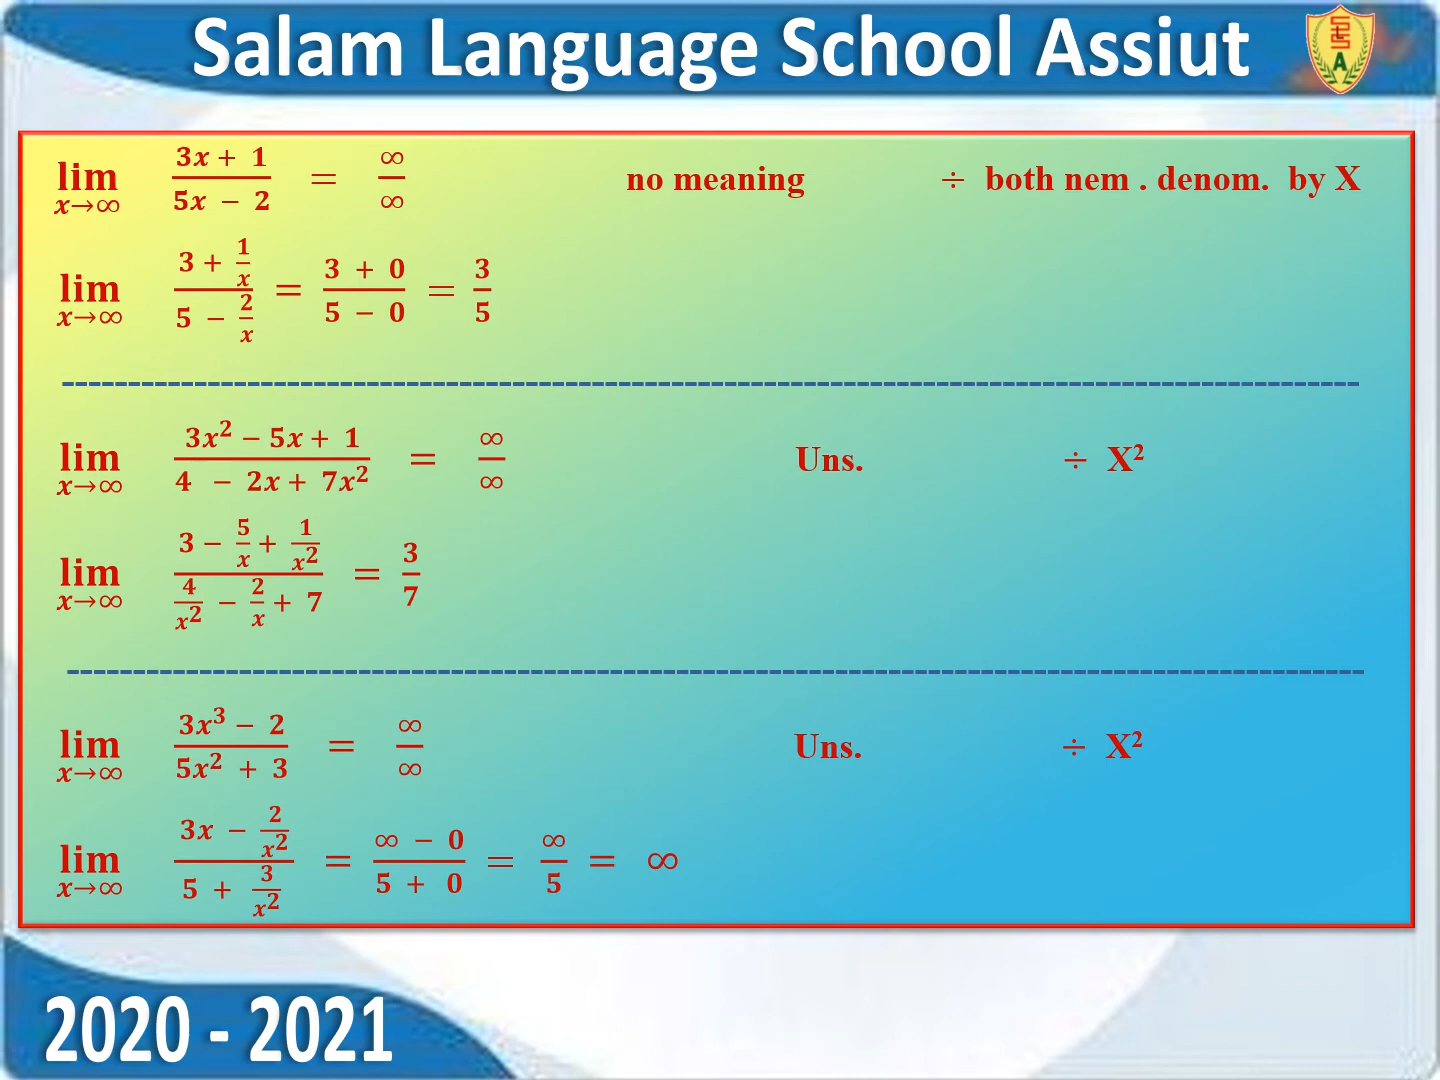 Salam Language School Assiut
lim x→∞ (3x + 1)/(5x − 2) = ∞/∞ no meaning ÷ both nem . denom. by X
lim x→∞ (3 + 1/x)/(5 − 2/x) = (3 + 0)/(5 − 0) = 3/5
lim x→∞ (3x² − 5x + 1)/(4 − 2x + 7x²) = ∞/∞ Uns. ÷ X²
lim x→∞ (3 − 5/x + 1/x²)/(4/x² − 2/x + 7) = 3/7
lim x→∞ (3x³ − 2)/(5x² + 3) = ∞/∞ Uns. ÷ X²
lim x→∞ (3x − 2/x²)/(5 + 3/x²) = (∞ − 0)/(5 + 0) = ∞/5 = ∞
2020 - 2021